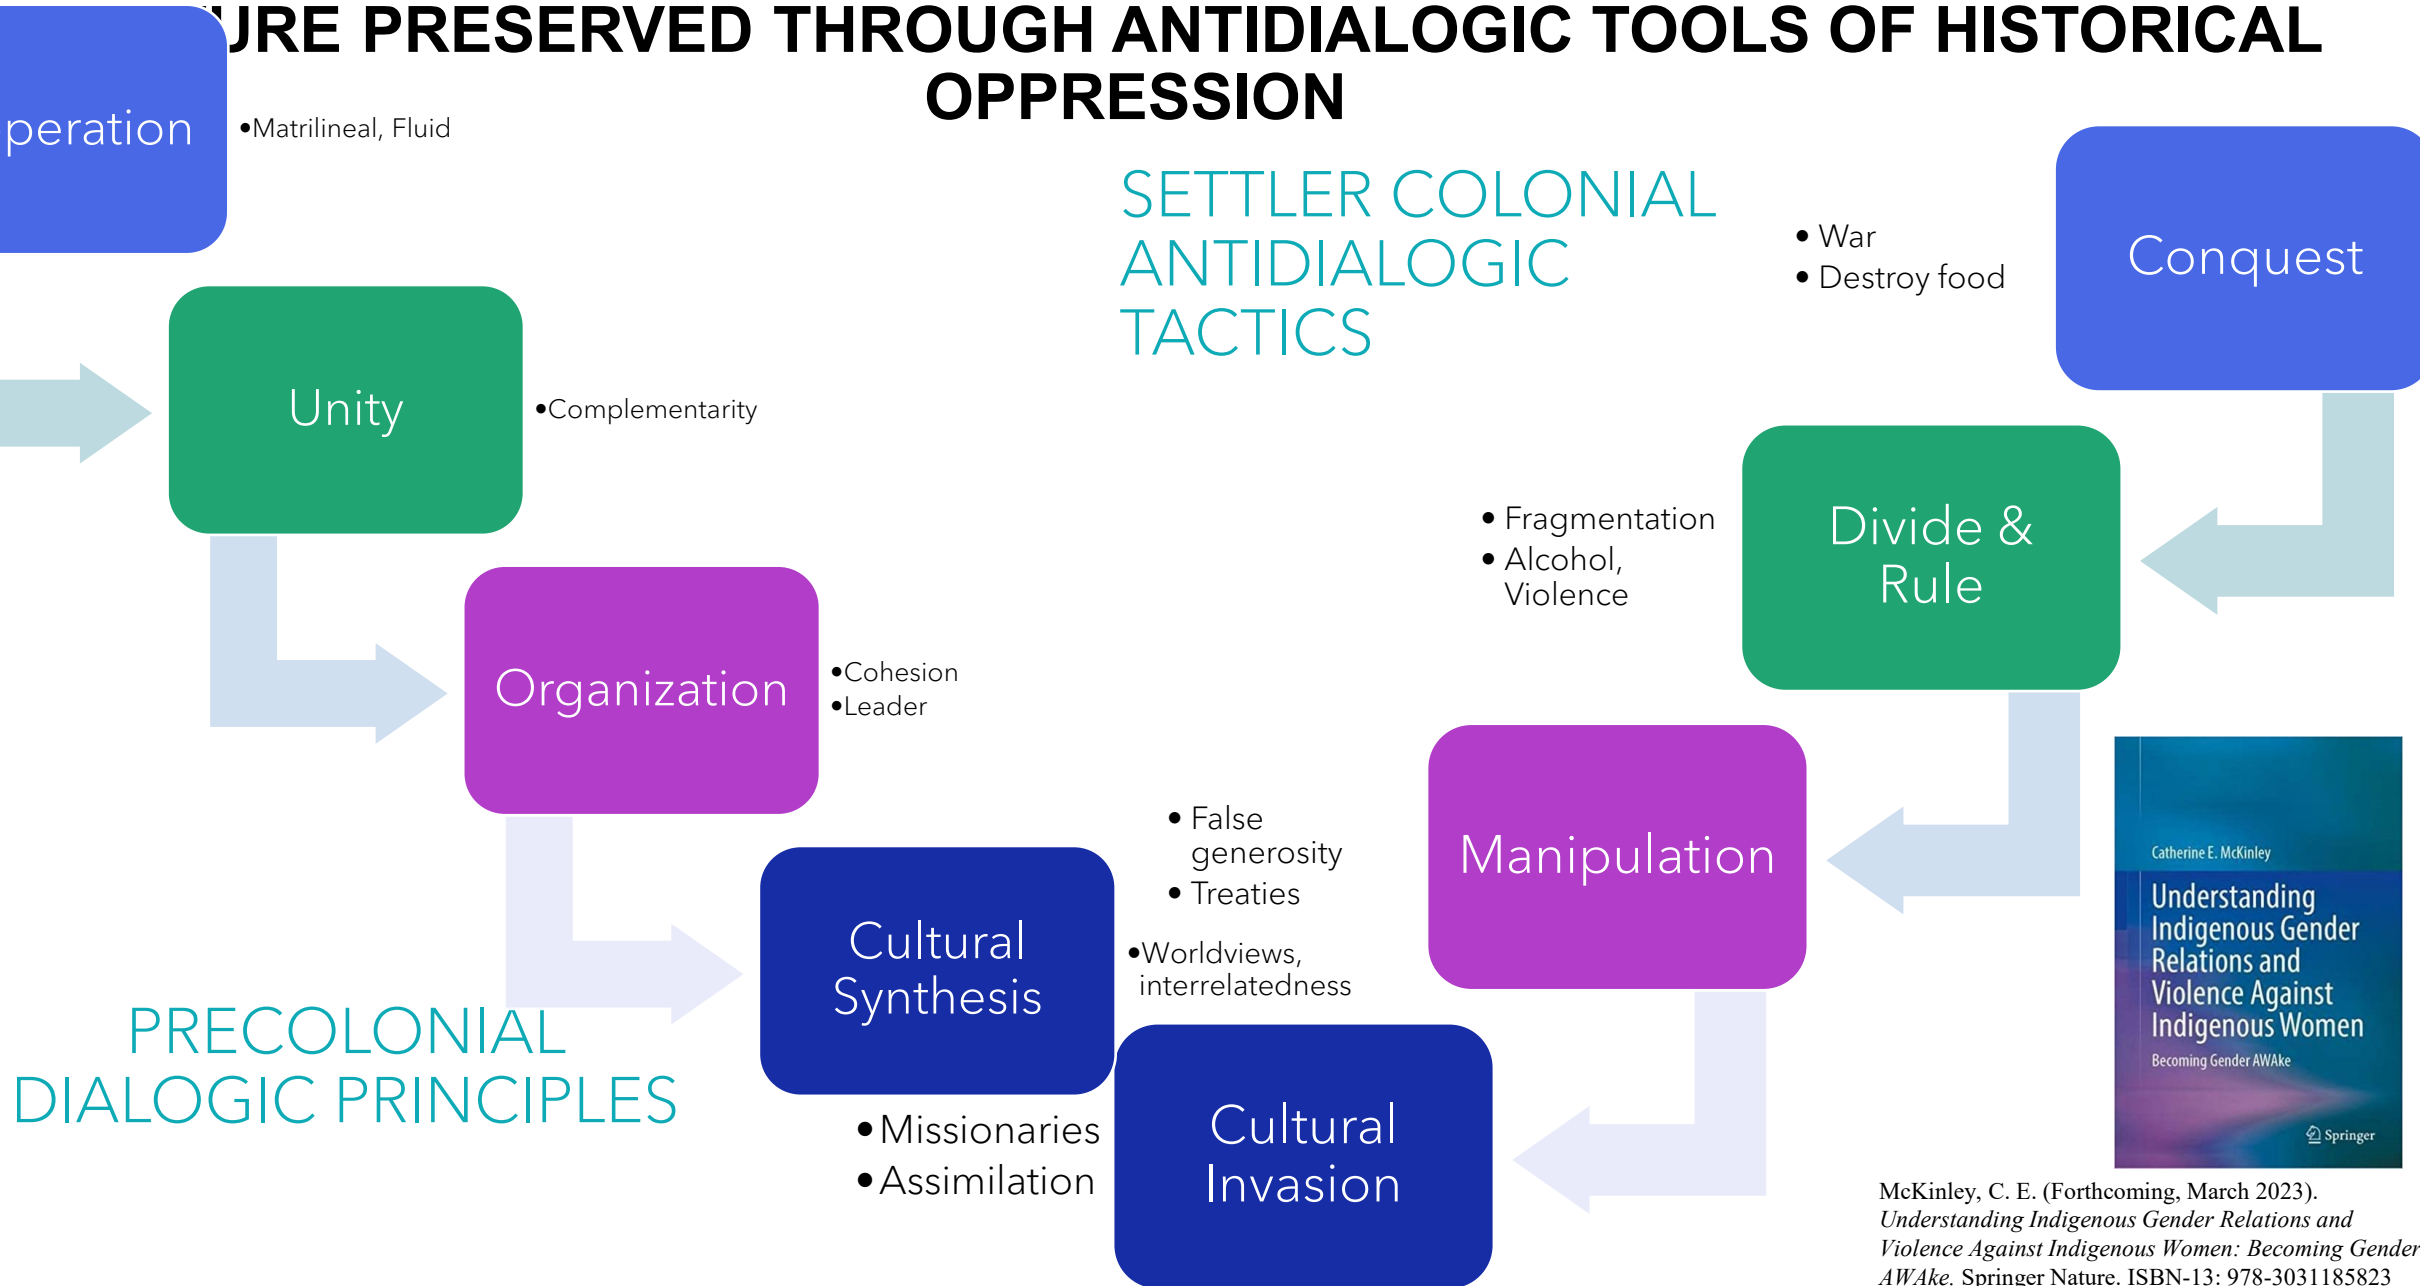 URE PRESERVED THROUGH ANTIDIALOGIC TOOLS OF HISTORICAL
OPPRESSION
peration
•Matrilineal, Fluid
Unity
•Complementarity
Organization
•Cohesion
•Leader
Cultural
Synthesis
•Worldviews,
interrelatedness
PRECOLONIAL
DIALOGIC PRINCIPLES
SETTLER COLONIAL
ANTIDIALOGIC
TACTICS
• War
• Destroy food
Conquest
• Fragmentation
• Alcohol,
Violence
Divide &
Rule
• False
generosity
• Treaties
Manipulation
•Missionaries
•Assimilation
Cultural
Invasion
Catherine E. McKinley
Understanding
Indigenous Gender
Relations and
Violence Against
Indigenous Women
Becoming Gender AWAke
Springer
McKinley, C. E. (Forthcoming, March 2023).
Understanding Indigenous Gender Relations and
Violence Against Indigenous Women: Becoming Gender
AWAke. Springer Nature. ISBN-13: 978-3031185823